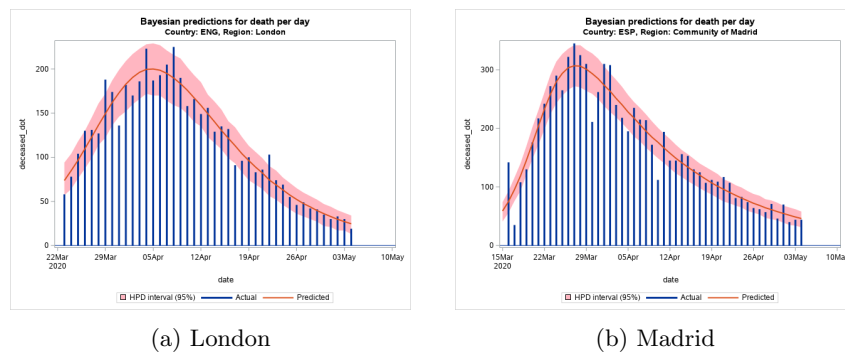 Bayesian predictions for death per day
Country: ENG, Region: London
deceased_dot
200
150
100
50
0
22Mar 29Mar 05Apr 12Apr 19Apr 26Apr 03May 10May
2020
date
HPD interval (95%) Actual Predicted
(a) London
Bayesian predictions for death per day
Country: ESP, Region: Community of Madrid
deceased_dot
300
200
100
0
15Mar 22Mar 29Mar 05Apr 12Apr 19Apr 26Apr 03May 10May
2020
date
HPD interval (95%) Actual Predicted
(b) Madrid